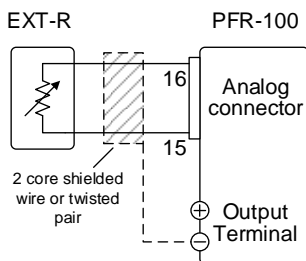 EXT-R
PFR-100
16
Analog
connector
15
2 core shielded
wire or twisted
pair
+
Output
Terminal
−